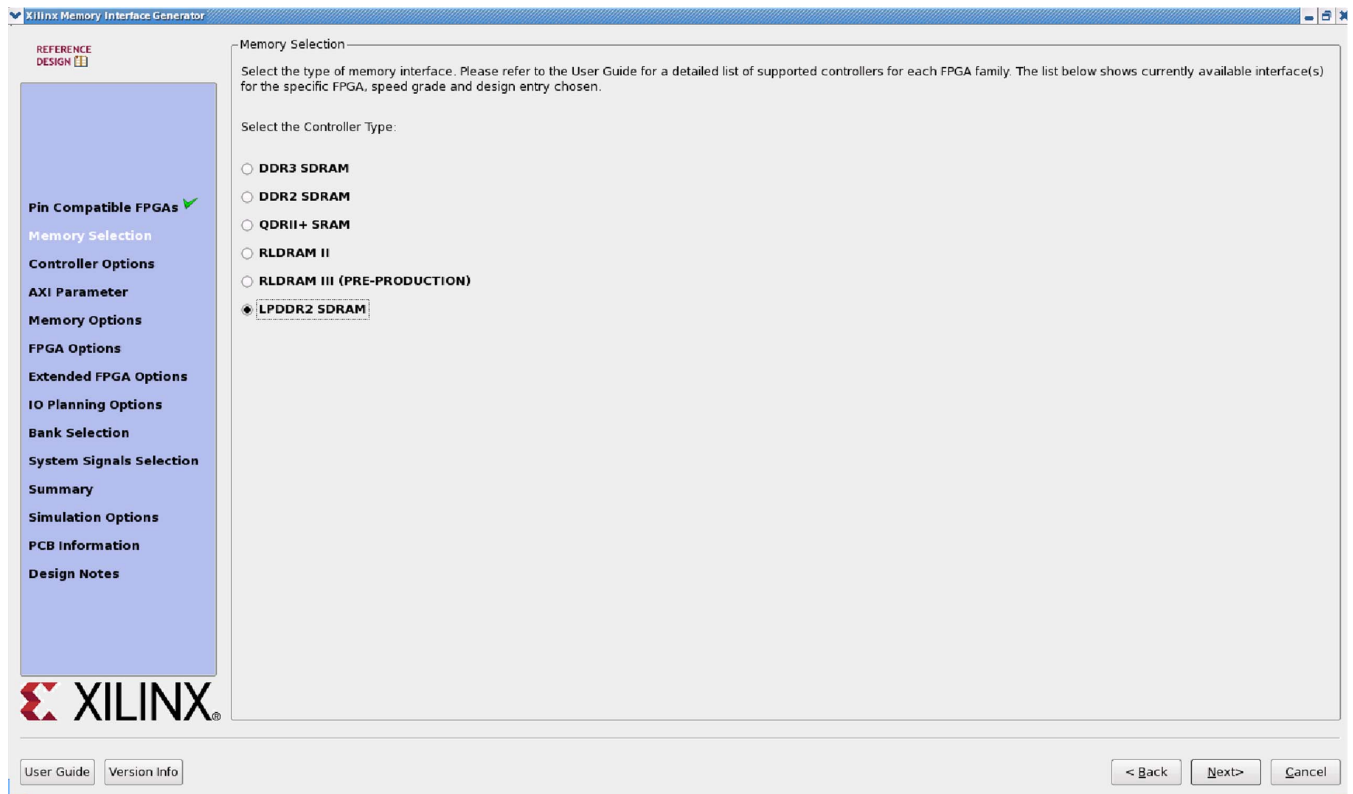 Xilinx Memory Interface Generator
REFERENCE
DESIGN
Pin Compatible FPGAs
Memory Selection
Controller Options
AXI Parameter
Memory Options
FPGA Options
Extended FPGA Options
IO Planning Options
Bank Selection
System Signals Selection
Summary
Simulation Options
PCB Information
Design Notes
XILINX®
Memory Selection
Select the type of memory interface. Please refer to the User Guide for a detailed list of supported controllers for each FPGA family. The list below shows currently available interface(s)
for the specific FPGA, speed grade and design entry chosen.
Select the Controller Type:
DDR3 SDRAM
DDR2 SDRAM
QDRII+ SRAM
RLDRAM II
RLDRAM III (PRE-PRODUCTION)
LPDDR2 SDRAM
User Guide Version Info < Back Next> Cancel